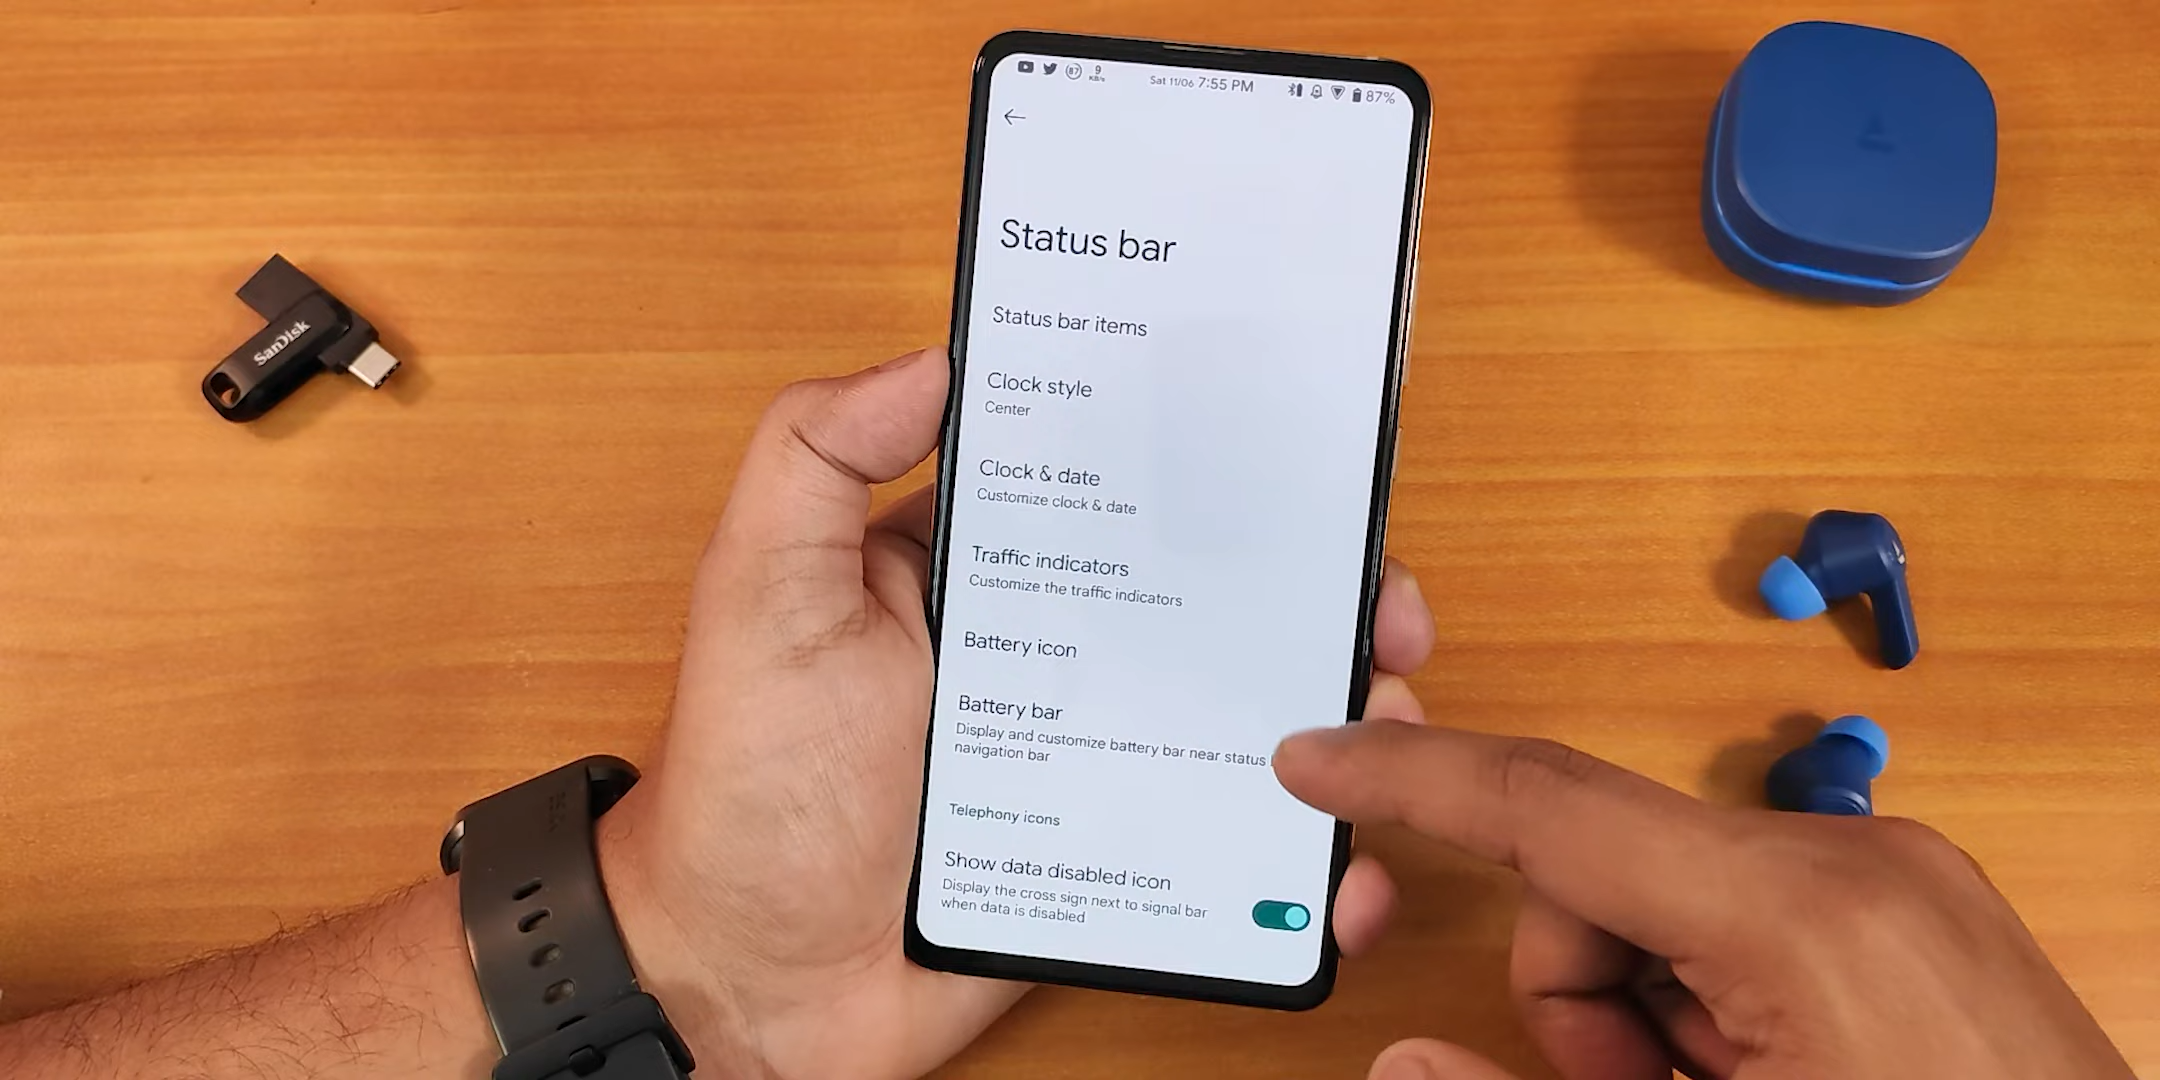 87 9 KB/s Sat 11/06 7:55 PM 87%
Status bar
Status bar items
Clock style
Center
Clock & date
Customize clock & date
Traffic indicators
Customize the traffic indicators
Battery icon
Battery bar
Display and customize battery bar near status
navigation bar
Telephony icons
Show data disabled icon
Display the cross sign next to signal bar
when data is disabled
SanDisk